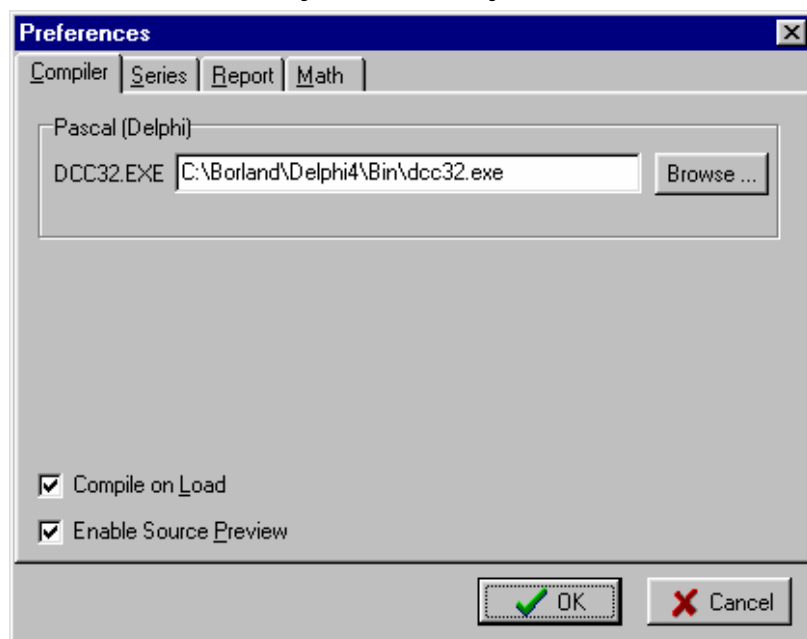 Preferences
Compiler Series Report Math
Pascal (Delphi)
DCC32.EXE C:\Borland\Delphi4\Bin\dcc32.exe Browse ...
Compile on Load
Enable Source Preview
OK Cancel